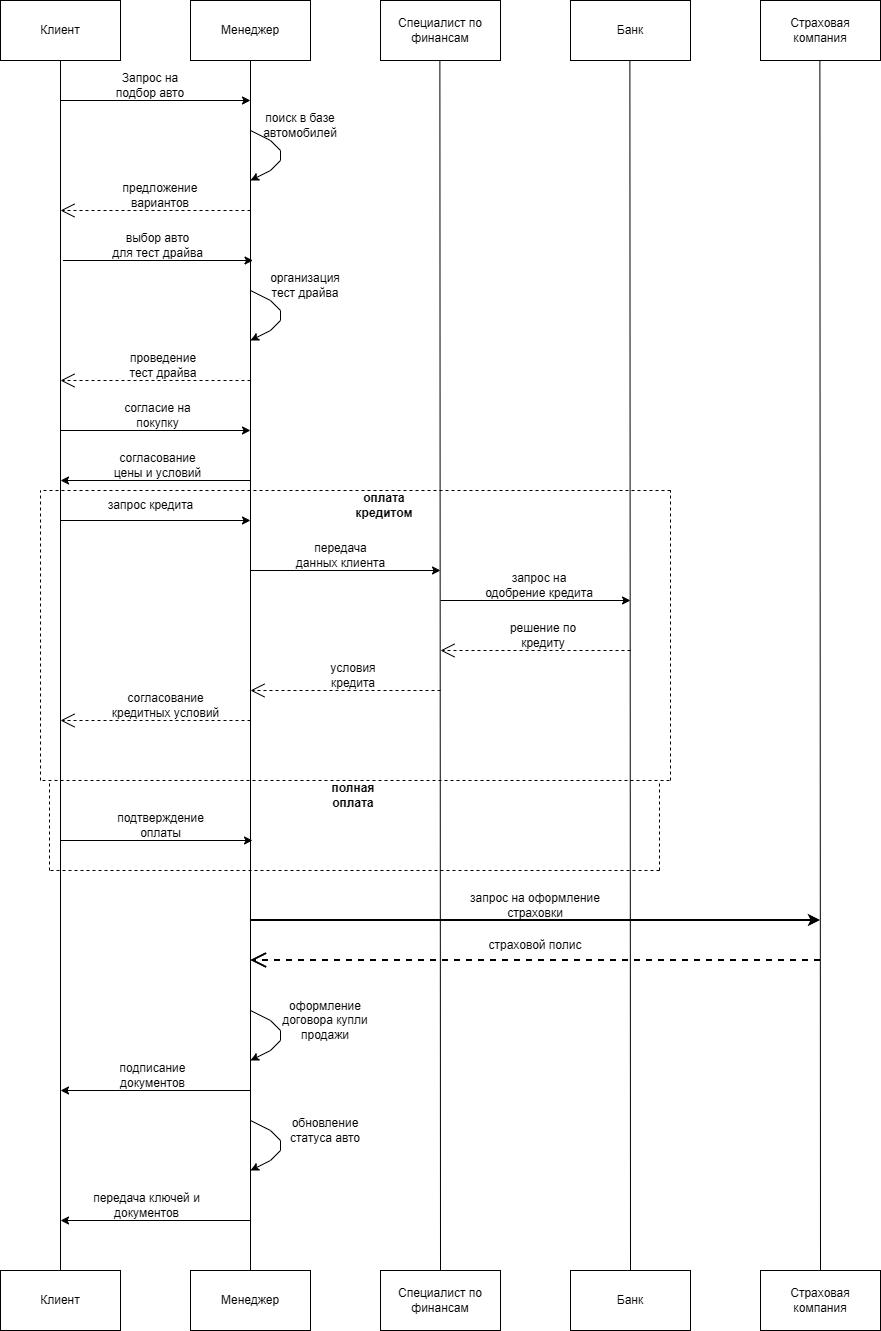 Клиент
Менеджер
Специалист по
финансам
Банк
Страховая
компания
Запрос на
подбор авто
поиск в базе
автомобилей
предложение
вариантов
выбор авто
для тест драйва
организация
тест драйва
проведение
тест драйва
согласие на
покупку
согласование
цены и условий
оплата
кредитом
запрос кредита
передача
данных клиента
запрос на
одобрение кредита
решение по
кредиту
условия
кредита
согласование
кредитных условий
полная
оплата
подтверждение
оплаты
запрос на оформление
страховки
страховой полис
оформление
договора купли
продажи
подписание
документов
обновление
статуса авто
передача ключей и
документов
Клиент
Менеджер
Специалист по
финансам
Банк
Страховая
компания